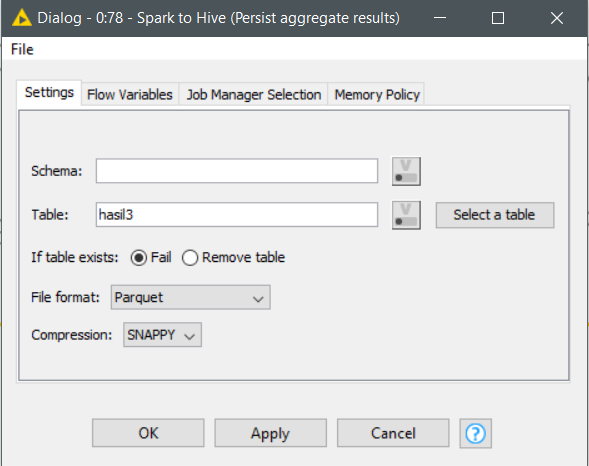 Dialog - 0:78 - Spark to Hive (Persist aggregate results)
File
Settings Flow Variables Job Manager Selection Memory Policy
Schema: V
Table: hasil3 V Select a table
If table exists: Fail Remove table
File format: Parquet
Compression: SNAPPY
OK Apply Cancel ?